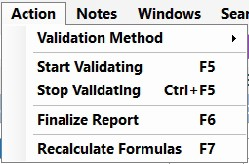 Action Notes Windows
Validation Method
Start Validating F5
Stop Validating Ctrl+F5
Finalize Report F6
Recalculate Formulas F7